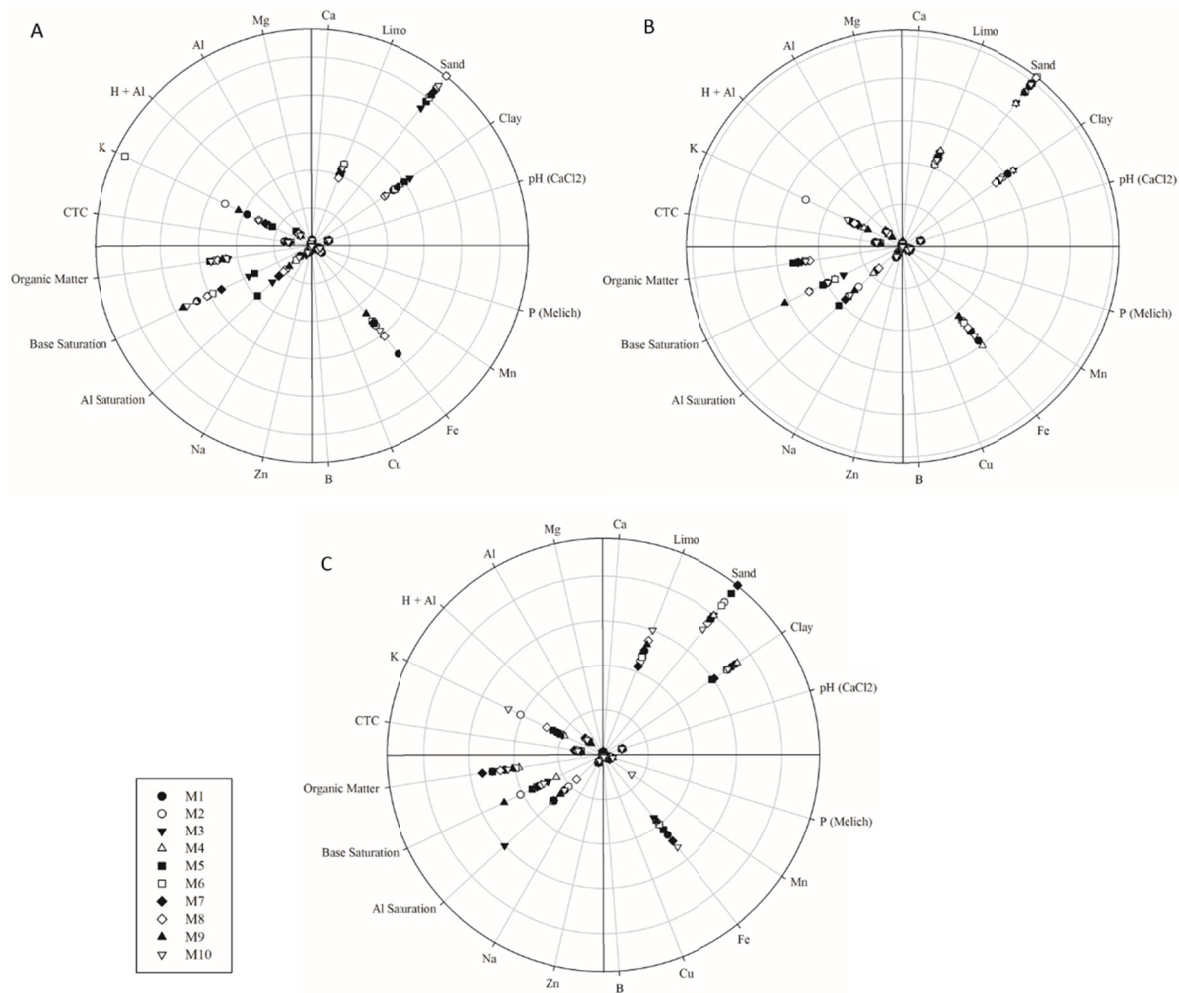 A
Ca
Limo
Sand
Clay
pH (CaCl2)
P (Melich)
Mn
Fe
Cu
B
Zn
Na
Al Saturation
Base Saturation
Organic Matter
CTC
K
H + Al
Al
Mg
B
Ca
Limo
Sand
Clay
pH (CaCl2)
P (Melich)
Mn
Fe
Cu
B
Zn
Na
Al Sauration
Base Saturation
Organic Matter
CTC
K
H + Al
Al
Mg
C
Ca
Limo
Sand
Clay
pH (CaCl2)
P (Melich)
Mn
Fe
Cu
B
Zn
Na
Al Sauration
Base Saturation
Organic Matter
CTC
K
H + Al
Al
Mg
M1
M2
M3
M4
M5
M6
M7
M8
M9
M10